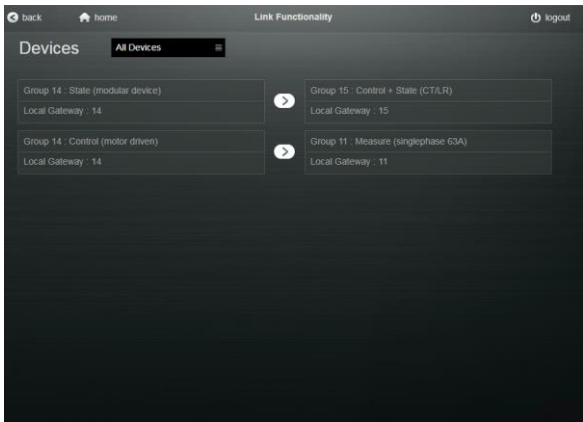 back home Link Functionality logout
Devices All Devices
Group 14 : State (modular device) Group 15 : Control + State (CT/LR)
Local Gateway : 14 Local Gateway : 15
Group 14 : Control (motor driven) Group 11 : Measure (singlephase 63A)
Local Gateway : 14 Local Gateway : 11